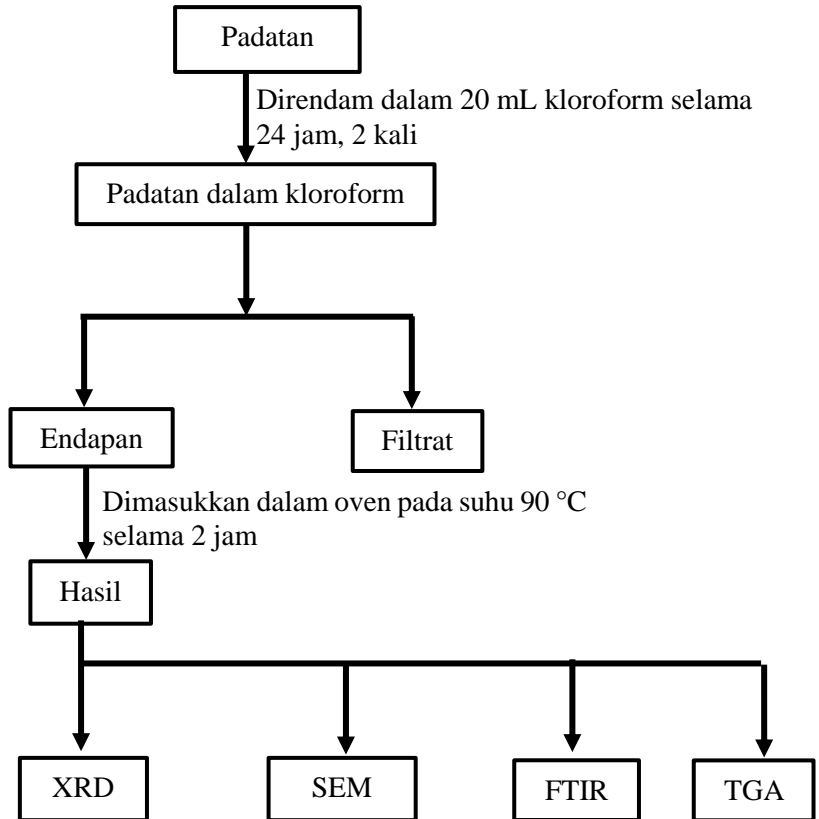 Padatan
Direndam dalam 20 mL kloroform selama
24 jam, 2 kali
Padatan dalam kloroform
Endapan
Filtrat
Dimasukkan dalam oven pada suhu 90 °C
selama 2 jam
Hasil
XRD
SEM
FTIR
TGA